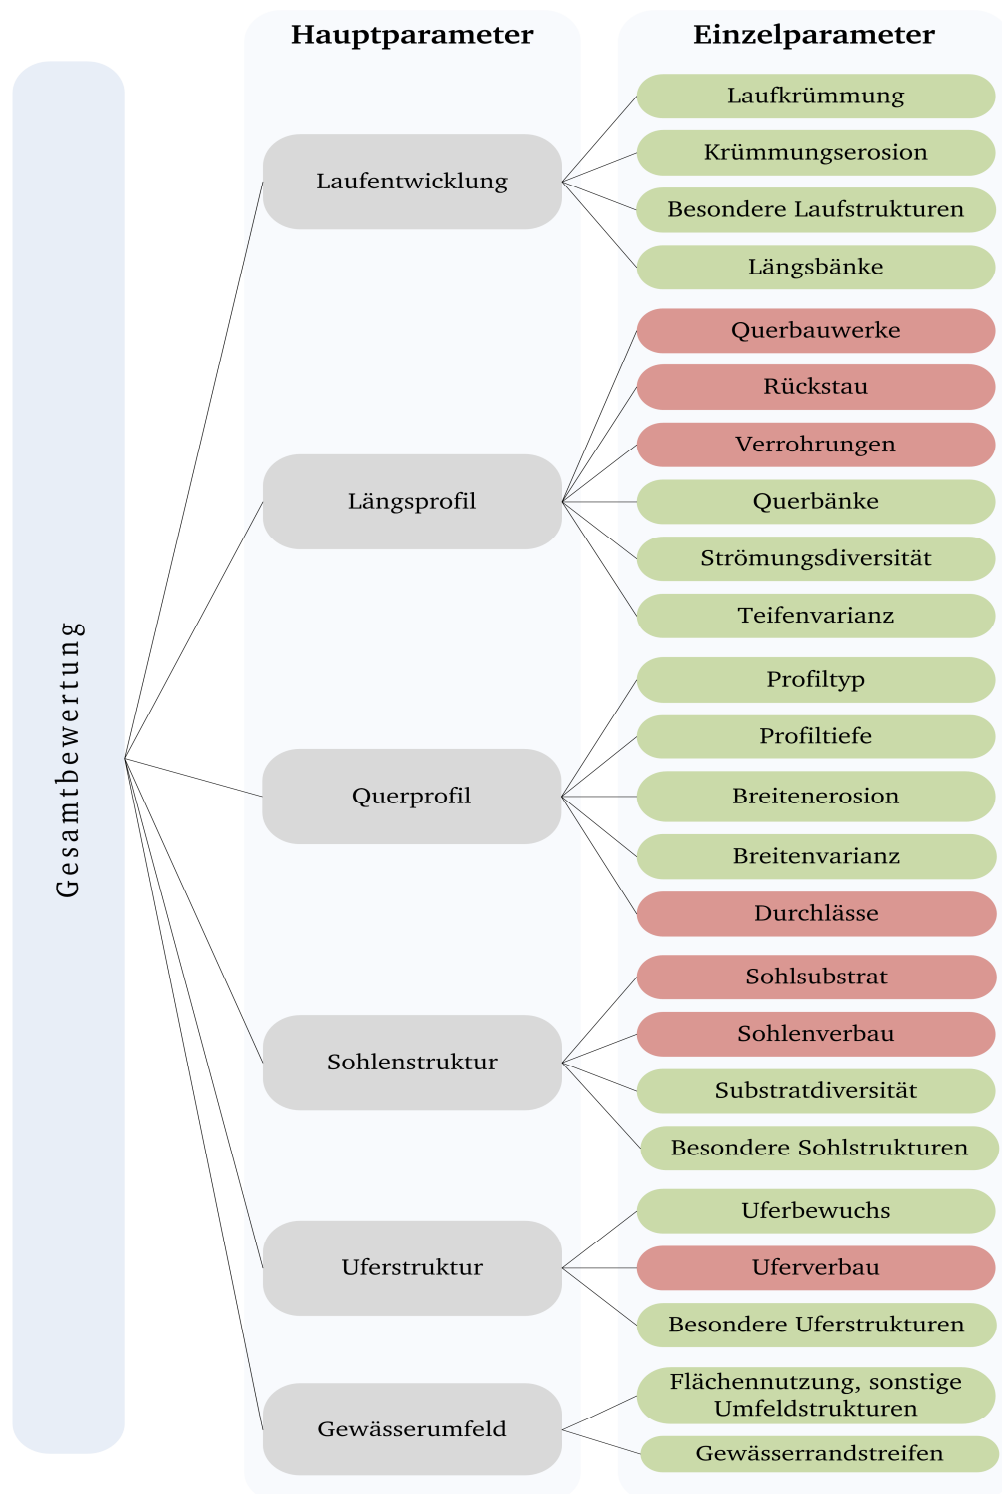 Hauptparameter
Einzelparameter
Gesamtbewertung
Laufentwicklung
Laufkrümmung
Krümmungserosion
Besondere Laufstrukturen
Längsbänke
Längsprofil
Querbauwerke
Rückstau
Verrohrungen
Querbänke
Strömungsdiversität
Teifenvarianz
Querprofil
Profiltyp
Profiltiefe
Breitenerosion
Breitenvarianz
Durchlässe
Sohlenstruktur
Sohlsubstrat
Sohlenverbau
Substratdiversität
Besondere Sohlstrukturen
Uferstruktur
Uferbewuchs
Uferverbau
Besondere Uferstrukturen
Gewässerumfeld
Flächennutzung, sonstige
Umfeldstrukturen
Gewässerrandstreifen